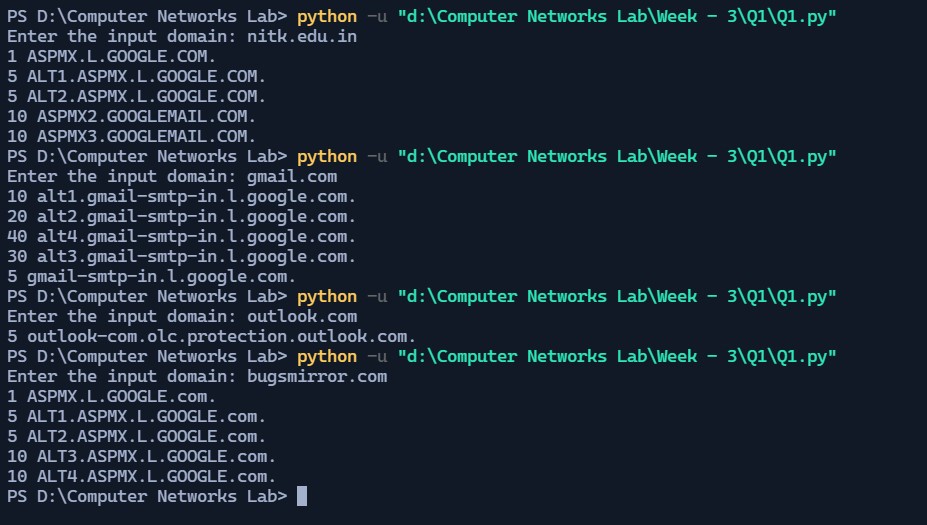 PS D:\Computer Networks Lab> python -u "d:\Computer Networks Lab\Week - 3\Q1\Q1.py"
Enter the input domain: nitk.edu.in
1 ASPMX.L.GOOGLE.COM.
5 ALT1.ASPMX.L.GOOGLE.COM.
5 ALT2.ASPMX.L.GOOGLE.COM.
10 ASPMX2.GOOGLEMAIL.COM.
10 ASPMX3.GOOGLEMAIL.COM.
PS D:\Computer Networks Lab> python -u "d:\Computer Networks Lab\Week - 3\Q1\Q1.py"
Enter the input domain: gmail.com
10 alt1.gmail-smtp-in.l.google.com.
20 alt2.gmail-smtp-in.l.google.com.
40 alt4.gmail-smtp-in.l.google.com.
30 alt3.gmail-smtp-in.l.google.com.
5 gmail-smtp-in.l.google.com.
PS D:\Computer Networks Lab> python -u "d:\Computer Networks Lab\Week - 3\Q1\Q1.py"
Enter the input domain: outlook.com
5 outlook-com.olc.protection.outlook.com.
PS D:\Computer Networks Lab> python -u "d:\Computer Networks Lab\Week - 3\Q1\Q1.py"
Enter the input domain: bugsmirror.com
1 ASPMX.L.GOOGLE.com.
5 ALT1.ASPMX.L.GOOGLE.com.
5 ALT2.ASPMX.L.GOOGLE.com.
10 ALT3.ASPMX.L.GOOGLE.com.
10 ALT4.ASPMX.L.GOOGLE.com.
PS D:\Computer Networks Lab>